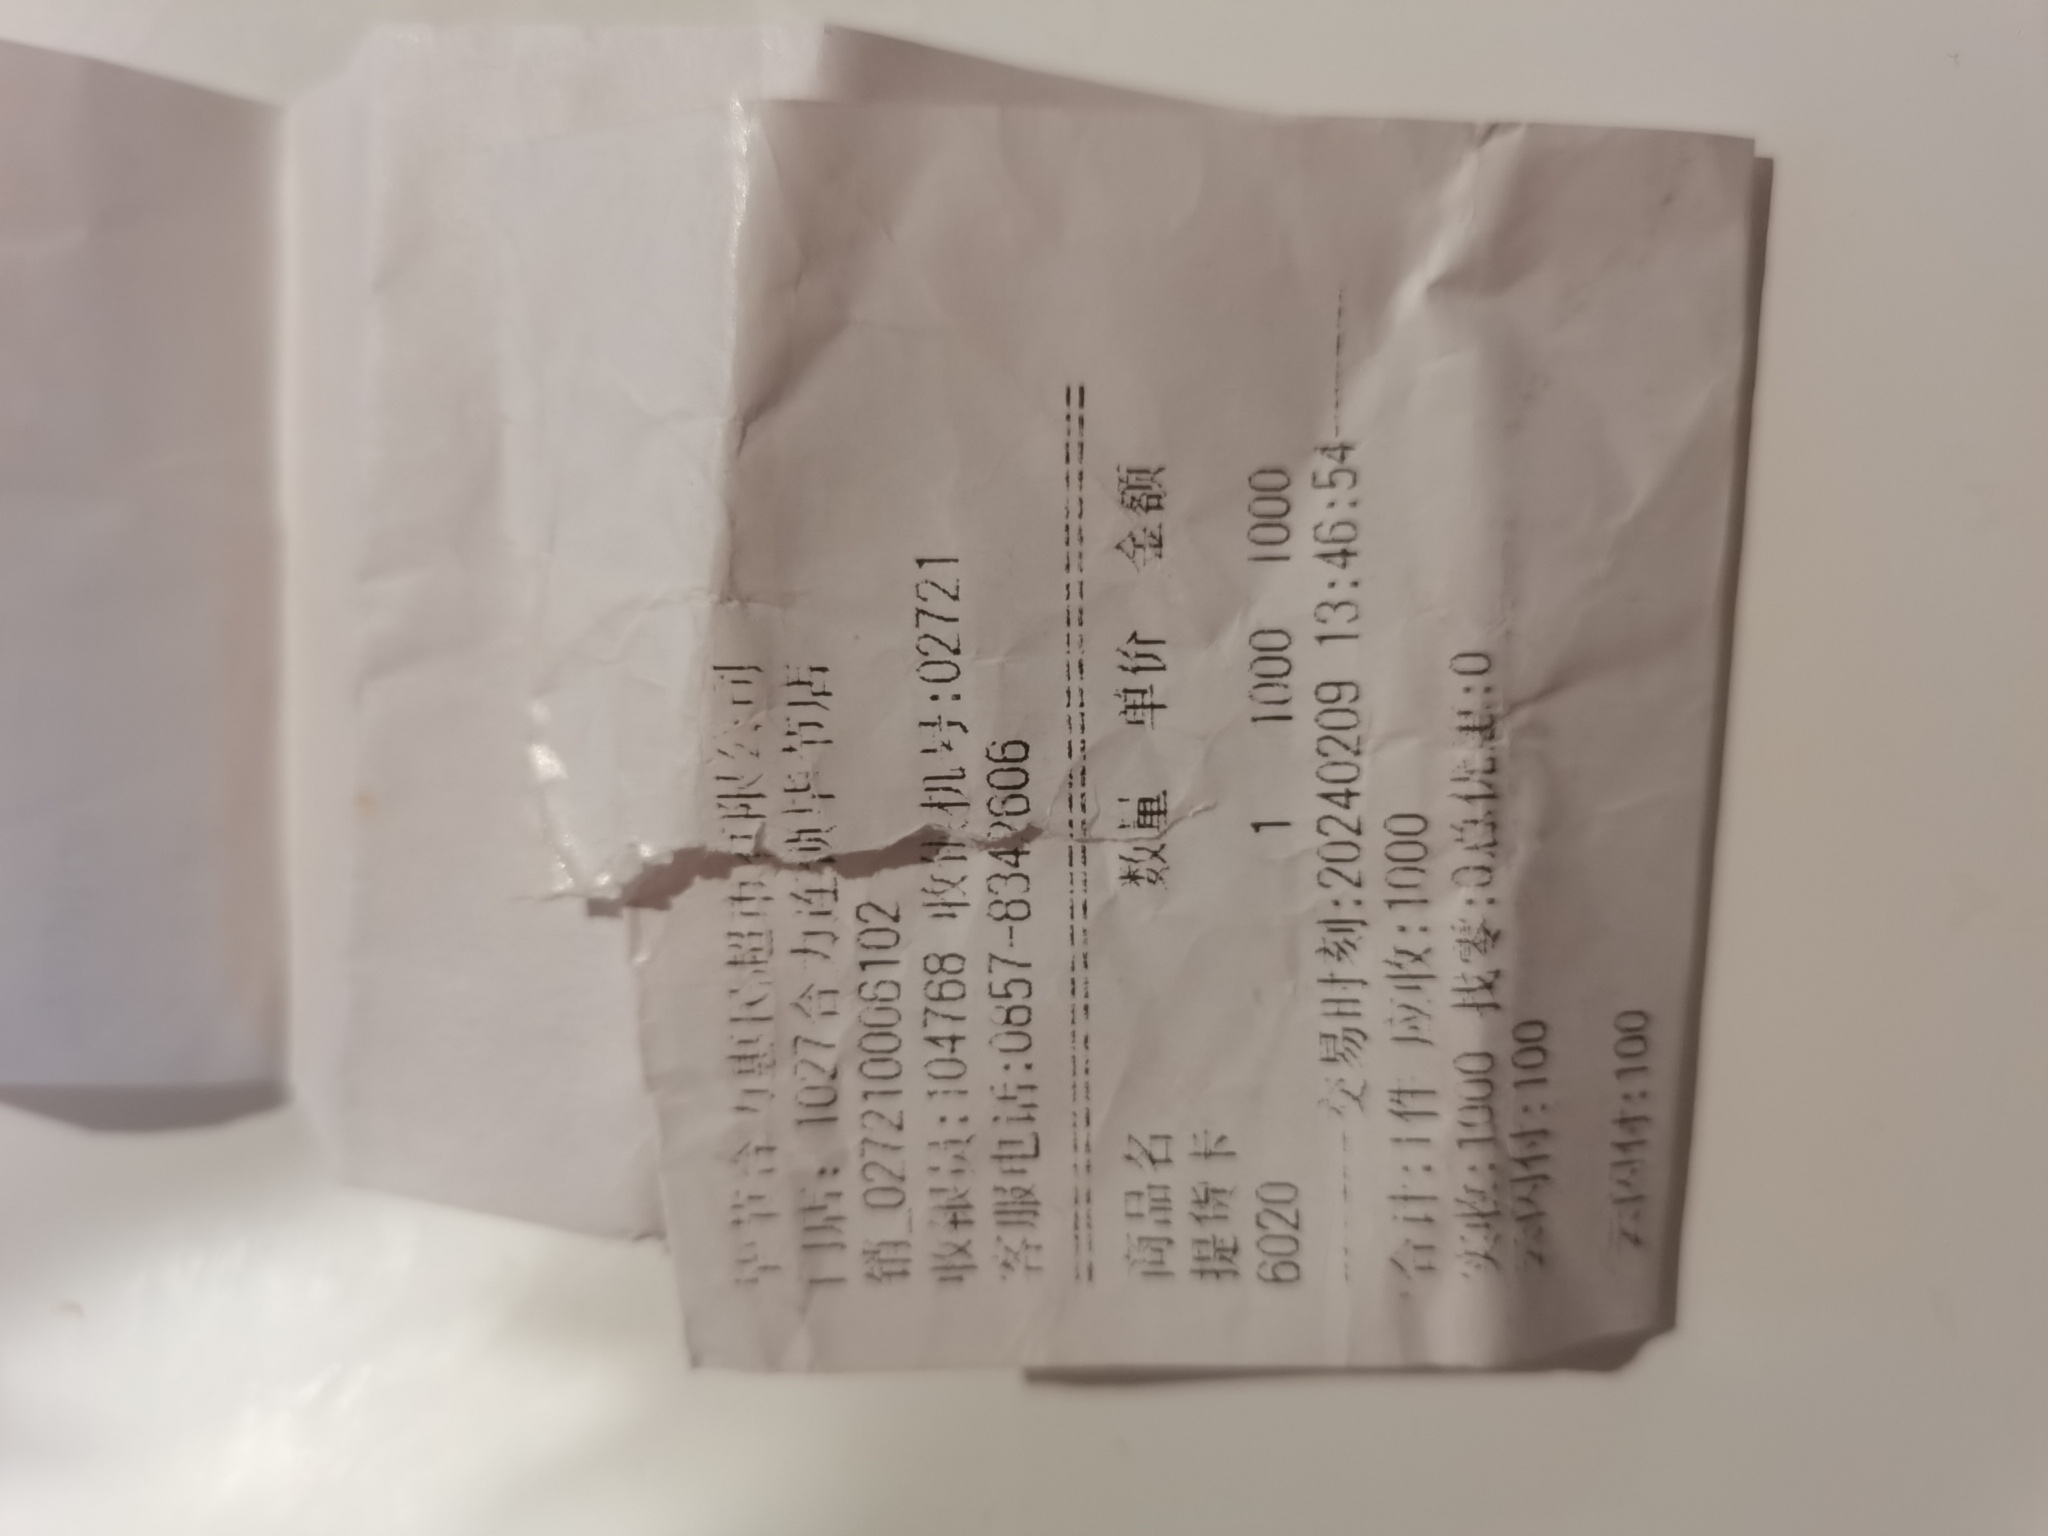 毕节合力惠民超市有限公司
门店: 1027合力连锁毕节店
销_027210006102
收银员:104768 收银机号:02721
客服电话:0857-8342606
商品名 数量 单价 金额
提货卡
6020 1 1000 1000
交易时刻:20240209 13:46:54
合计:1件 应收:1000
实收:1000 找零:0总优惠:0
云闪付:100
云闪付:100